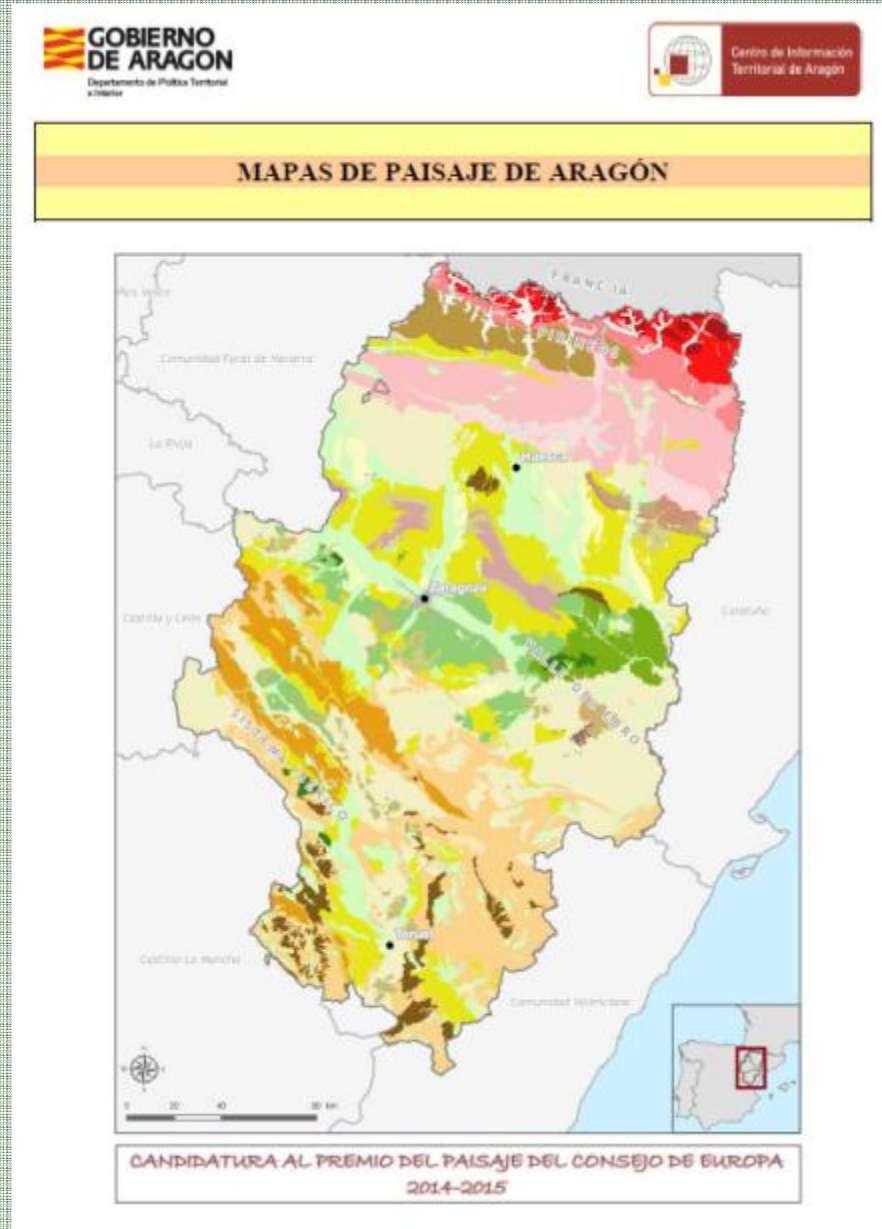 GOBIERNO
DE ARAGON
Departamento de Política Territorial
e Interior
Centro de Información
Territorial de Aragón
MAPAS DE PAISAJE DE ARAGÓN
FRANCIA
País Vasco
PIRINEOS
Comunidad Foral de Navarra
La Rioja
Huesca
Zaragoza
Castilla y León
Cataluña
VALLE DEL EBRO
SISTEMA IBÉRICO
Teruel
Castilla La Mancha
Comunidad Valenciana
0 20 40 80 km
CANDIDATURA AL PREMIO DEL PAISAJE DEL CONSEJO DE EUROPA
2014-2015